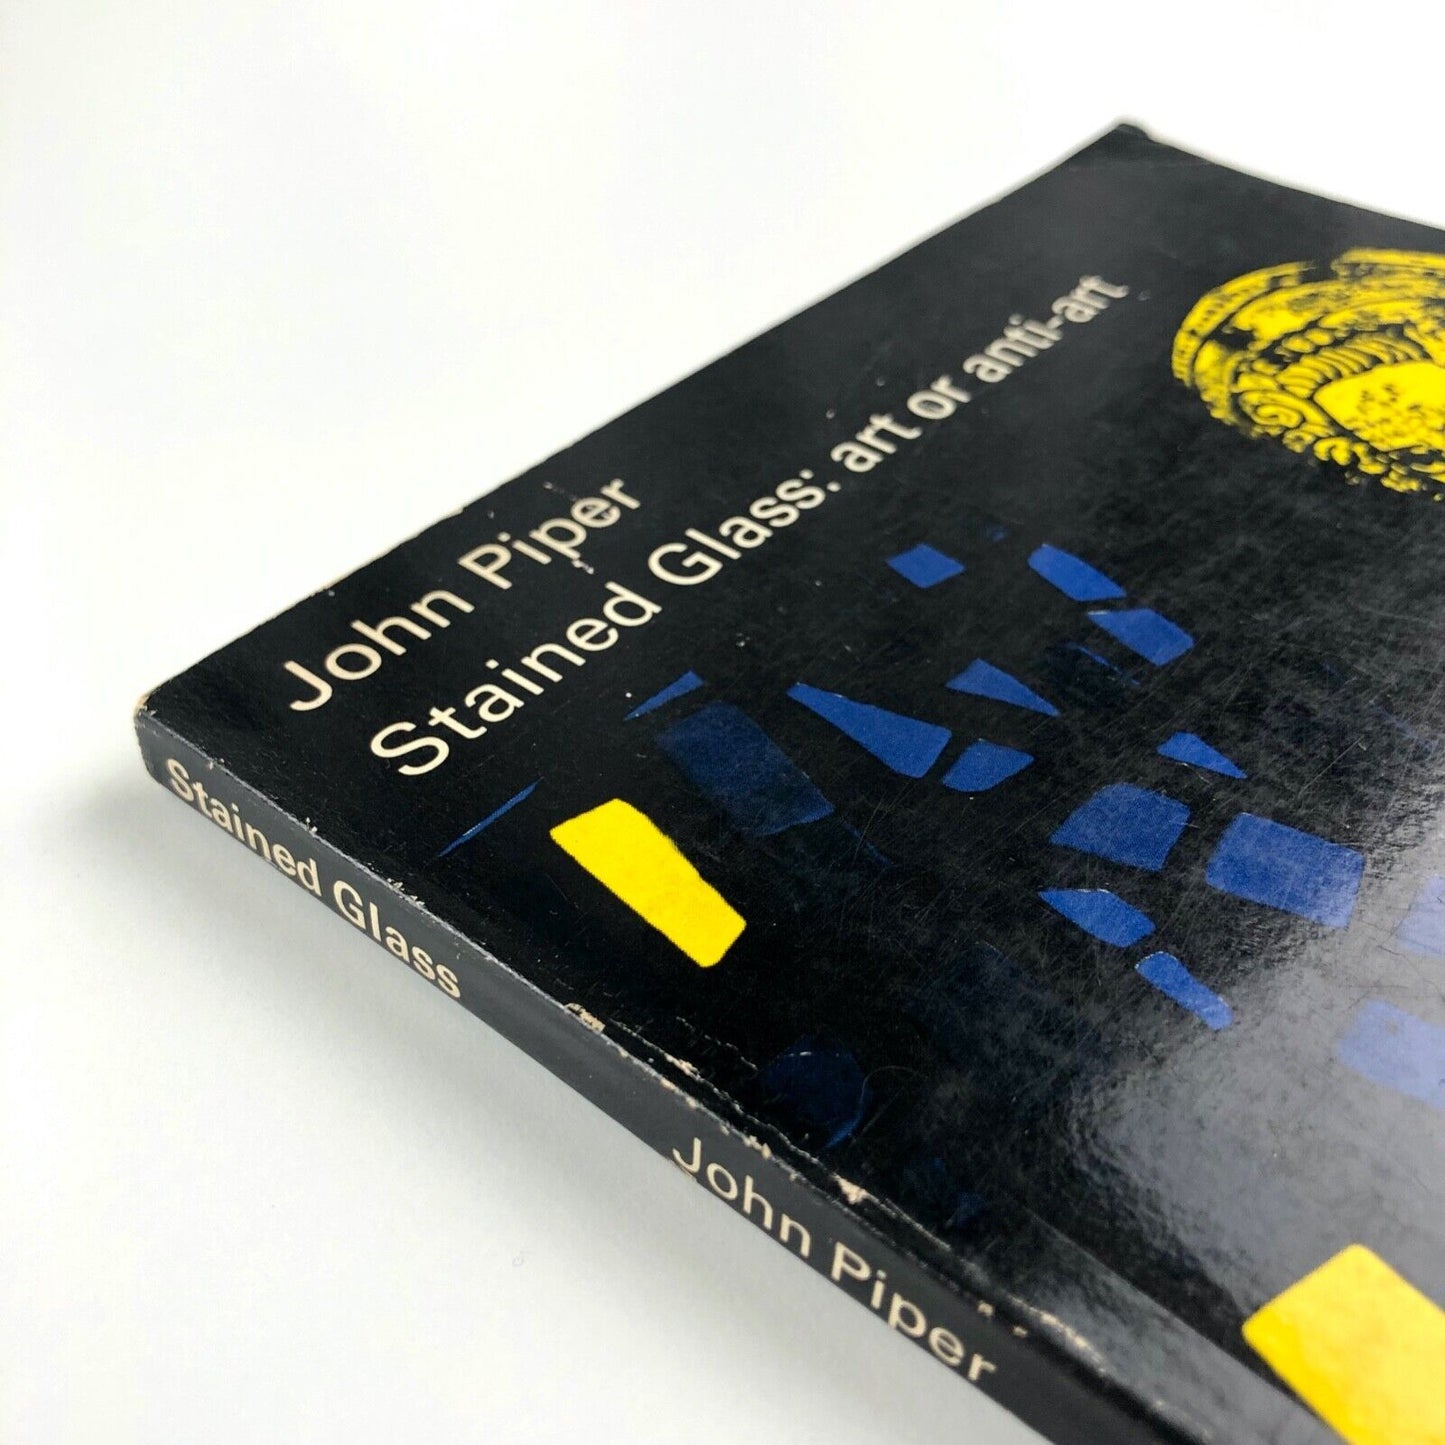 John Piper
Stained Glass: art or anti-art
Stained Glass
John Piper